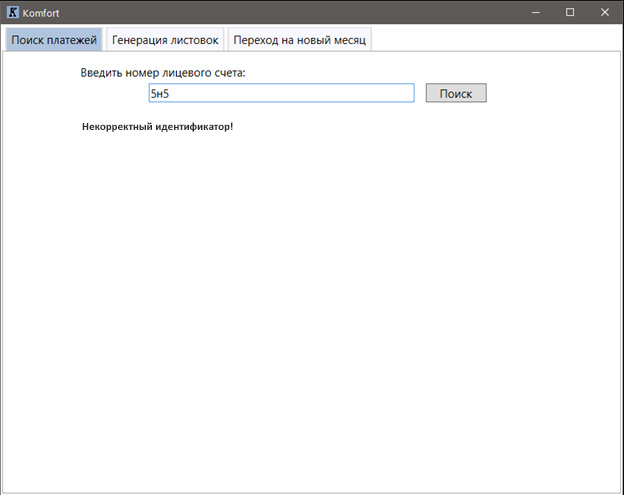 Komfort
Поиск платежей Генерация листовок Переход на новый месяц
Введить номер лицевого счета:
5н5 Поиск
Некорректный идентификатор!